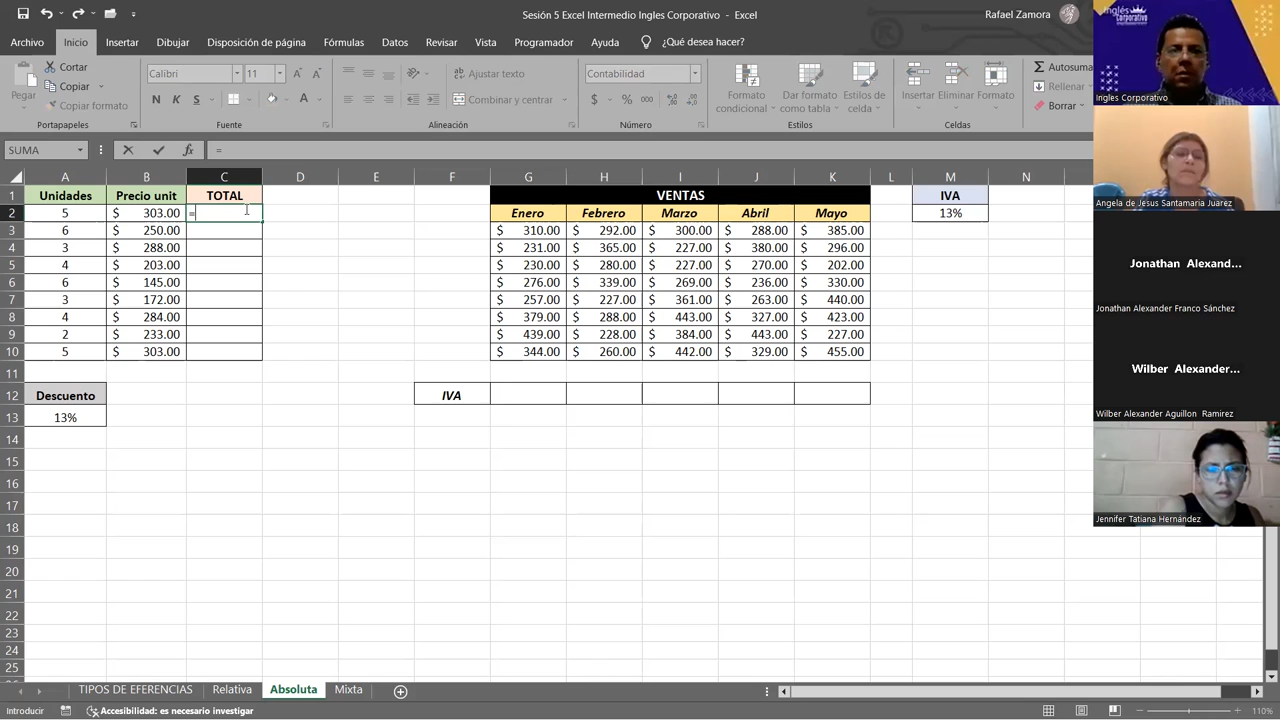 Sesión 5 Excel Intermedio Ingles Corporativo - Excel
Rafael Zamora
Archivo Inicio Insertar Dibujar Disposición de página Fórmulas Datos Revisar Vista Programador Ayuda ¿Qué desea hacer?
Pegar
Cortar
Copiar
Copiar formato
Portapapeles
Calibri 11
N K S
Fuente
Ajustar texto
Combinar y centrar
Alineación
Contabilidad
$ % 000
Número
Formato condicional
Dar formato como tabla
Estilos de celda
Estilos
Insertar Eliminar Formato
Celdas
Autosuma
Rellenar
Borrar
SUMA fx =
A B C D E F G H I J K L M N
1 Unidades Precio unit TOTAL VENTAS IVA
2 5 $ 303.00 = Enero Febrero Marzo Abril Mayo 13%
3 6 $ 250.00 $ 310.00 $ 292.00 $ 300.00 $ 288.00 $ 385.00
4 3 $ 288.00 $ 231.00 $ 365.00 $ 227.00 $ 380.00 $ 296.00
5 4 $ 203.00 $ 230.00 $ 280.00 $ 227.00 $ 270.00 $ 202.00
6 6 $ 145.00 $ 276.00 $ 339.00 $ 269.00 $ 236.00 $ 330.00
7 3 $ 172.00 $ 257.00 $ 227.00 $ 361.00 $ 263.00 $ 440.00
8 4 $ 284.00 $ 379.00 $ 288.00 $ 443.00 $ 327.00 $ 423.00
9 2 $ 233.00 $ 439.00 $ 228.00 $ 384.00 $ 443.00 $ 227.00
10 5 $ 303.00 $ 344.00 $ 260.00 $ 442.00 $ 329.00 $ 455.00
11
12 Descuento IVA
13 13%
14
15
16
17
18
19
20
21
22
23
24
25
TIPOS DE EFERENCIAS Relativa Absoluta Mixta
Introducir Accesibilidad: es necesario investigar 110%
Inglés Corporativo
Ingles Corporativo
Angela de Jesus Santamaria Juarez
Jonathan Alexand...
Jonathan Alexander Franco Sánchez
Wilber Alexander...
Wilber Alexander Aguillon Ramirez
Jennifer Tatiana Hernández